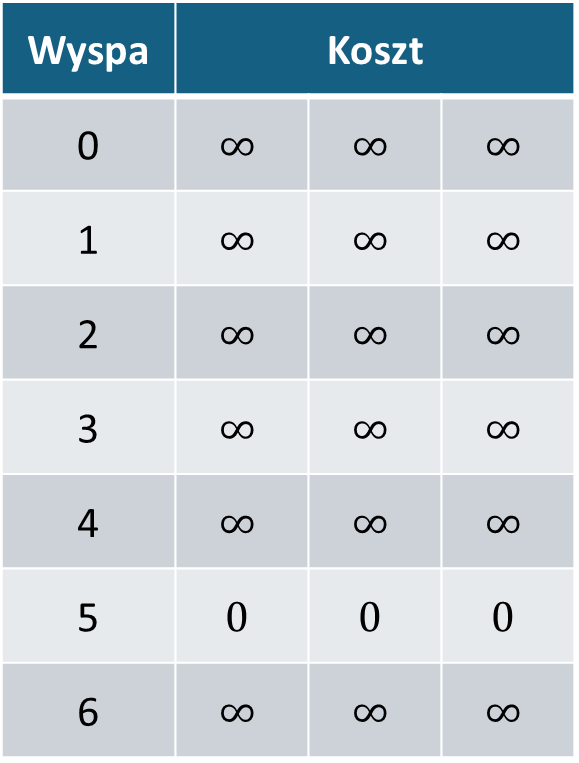 Wyspa Koszt
0 ∞ ∞ ∞
1 ∞ ∞ ∞
2 ∞ ∞ ∞
3 ∞ ∞ ∞
4 ∞ ∞ ∞
5 0 0 0
6 ∞ ∞ ∞